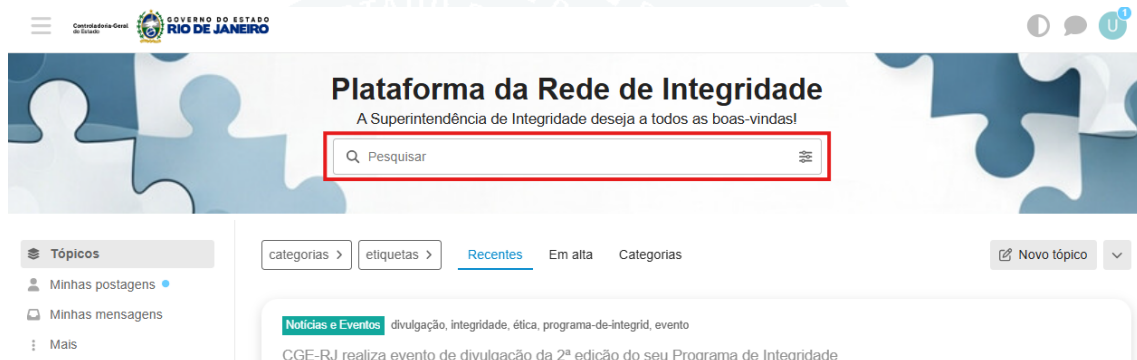 Controladoria-Geral
do Estado
GOVERNO DO ESTADO
RIO DE JANEIRO
U
1
Plataforma da Rede de Integridade
A Superintendência de Integridade deseja a todos as boas-vindas!
Pesquisar
Tópicos
categorias
etiquetas
Recentes
Em alta
Categorias
Novo tópico
Minhas postagens
Minhas mensagens
Mais
Notícias e Eventos divulgação, integridade, ética, programa-de-integrid, evento
CGE-RJ realiza evento de divulgação da 2ª edição do seu Programa de Integridade